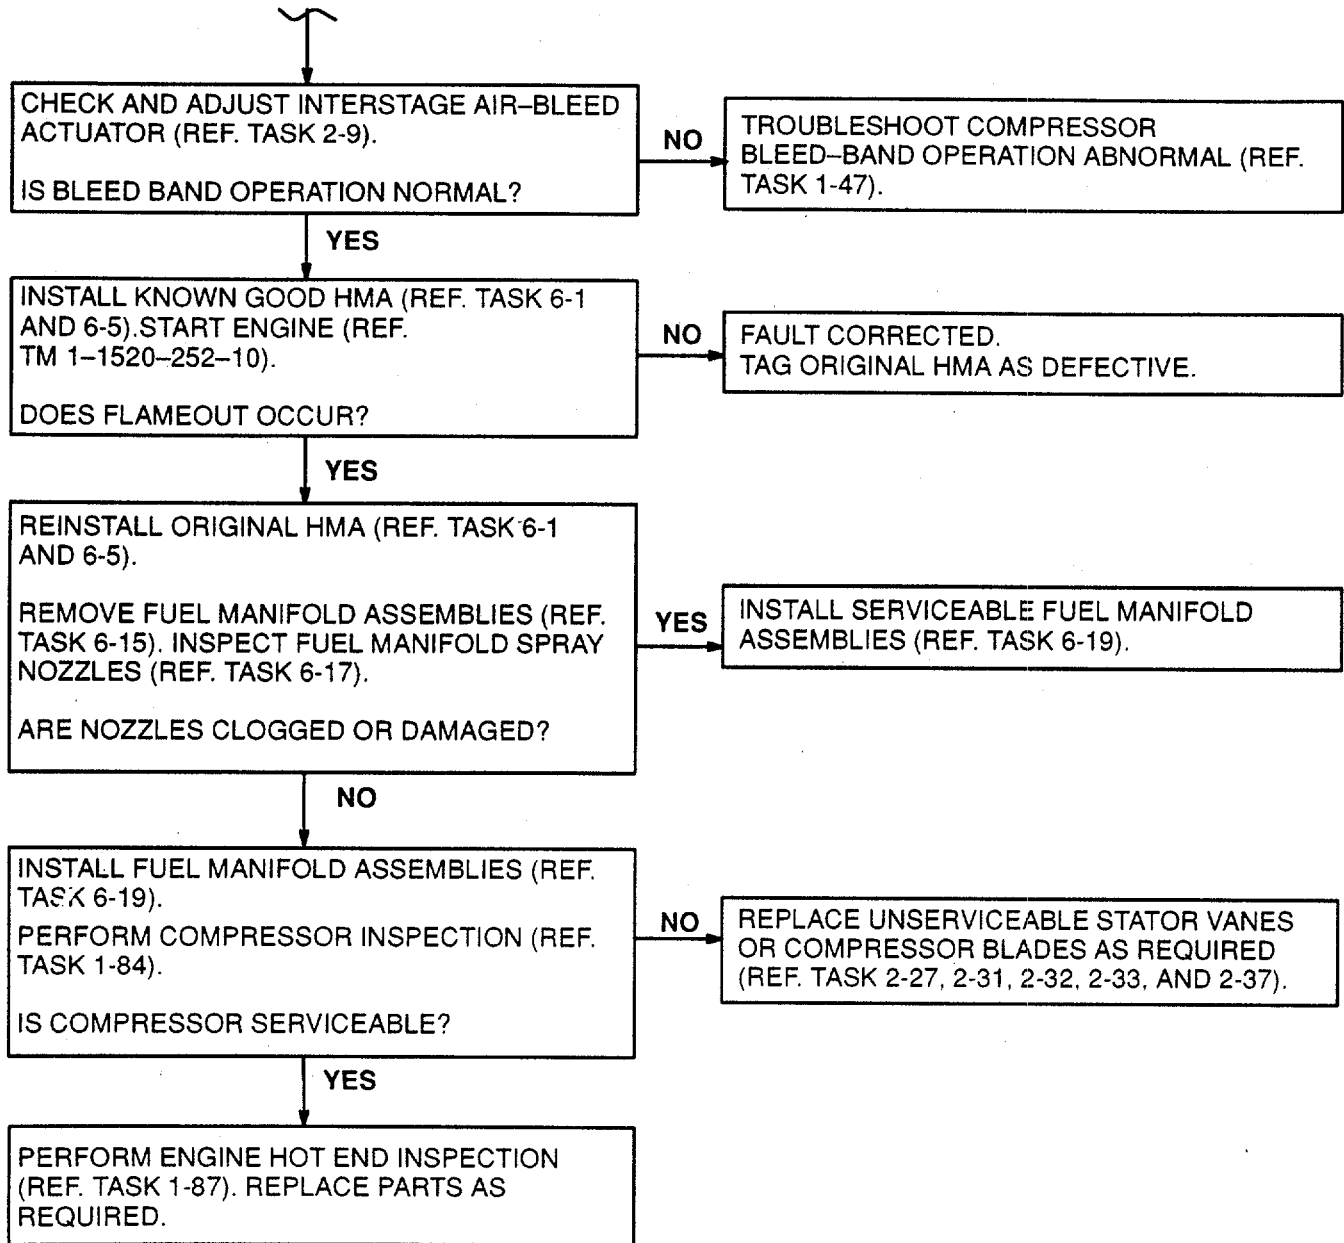 CHECK AND ADJUST INTERSTAGE AIR–BLEED
ACTUATOR (REF. TASK 2-9).
IS BLEED BAND OPERATION NORMAL?
NO
TROUBLESHOOT COMPRESSOR
BLEED–BAND OPERATION ABNORMAL (REF.
TASK 1-47).
YES
INSTALL KNOWN GOOD HMA (REF. TASK 6-1
AND 6-5).START ENGINE (REF.
TM 1–1520–252–10).
DOES FLAMEOUT OCCUR?
NO
FAULT CORRECTED.
TAG ORIGINAL HMA AS DEFECTIVE.
YES
REINSTALL ORIGINAL HMA (REF. TASK 6-1
AND 6-5).
REMOVE FUEL MANIFOLD ASSEMBLIES (REF.
TASK 6-15). INSPECT FUEL MANIFOLD SPRAY
NOZZLES (REF. TASK 6-17).
ARE NOZZLES CLOGGED OR DAMAGED?
YES
INSTALL SERVICEABLE FUEL MANIFOLD
ASSEMBLIES (REF. TASK 6-19).
NO
INSTALL FUEL MANIFOLD ASSEMBLIES (REF.
TASK 6-19).
PERFORM COMPRESSOR INSPECTION (REF.
TASK 1-84).
IS COMPRESSOR SERVICEABLE?
NO
REPLACE UNSERVICEABLE STATOR VANES
OR COMPRESSOR BLADES AS REQUIRED
(REF. TASK 2-27, 2-31, 2-32, 2-33, AND 2-37).
YES
PERFORM ENGINE HOT END INSPECTION
(REF. TASK 1-87). REPLACE PARTS AS
REQUIRED.